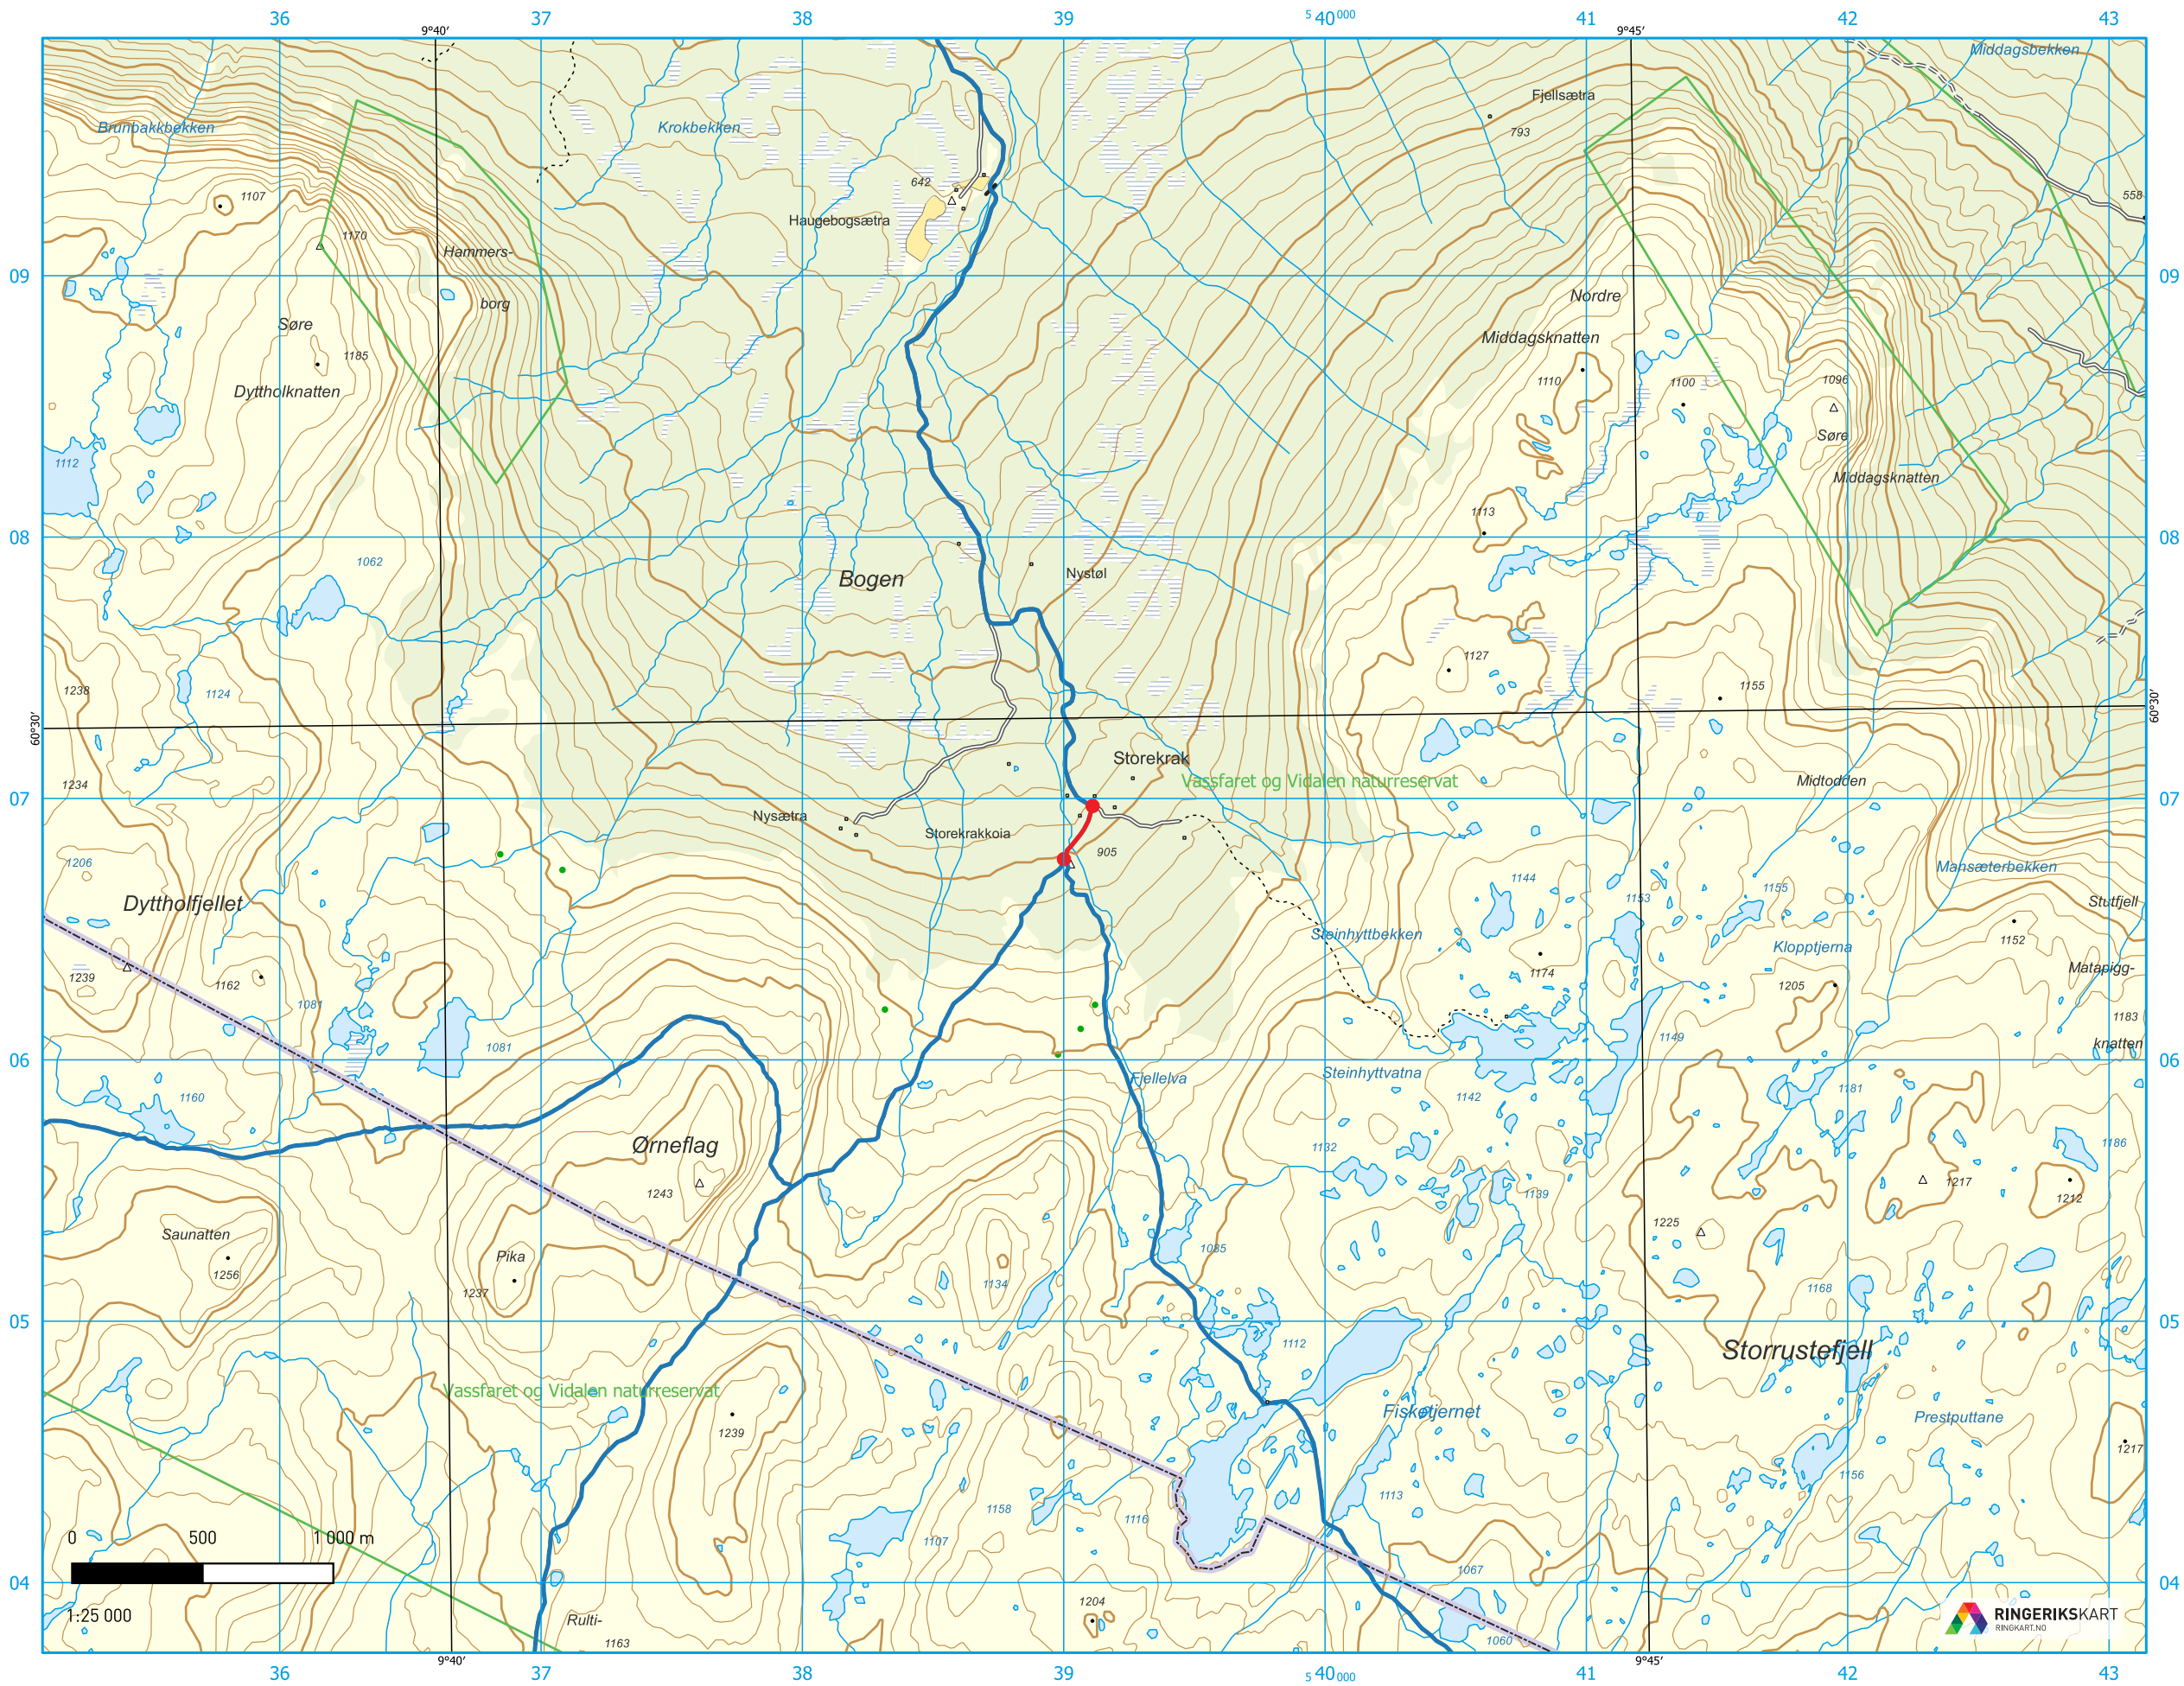 36 37 38 39 5 40 000 41 42 43
9°40' 9°45'
Middagsbekken
Fjellsætra
793
Brunbakkbekken
Krokbekken
642
1107
558
Haugebogsætra
1170
Hammers-
09 09
borg
Nordre
Søre
Middagsknatten
1185
1110
1100
1096
Dyttholknatten
Søre
1112
Middagsknatten
1113
08 08
1062
Bogen
Nystøl
1127
1238
1124
1155
60°30' 60°30'
Storekrak
Vassfaret og Vidalen naturreservat
1234
Midtodden
07 07
Nysætra
Storekrakkoia
905
1206
Mansæterbekken
1144
1155
1153
Dyttholfjellet
Stutfjell
Steinhyttbekken
1152
Klopptjerna
1239
1162
1174
Matapigg-
1205
1081
1183
1081
1149
knatten
06 06
Fjellelva
Steinhyttvatna
1181
1160
1142
Ørneflag
1132
1186
1243
1139
1217
1212
Saunatten
1225
1256
Pika
1085
1237
1134
1168
05 05
1112
Storrustefjell
Vassfaret og Vidalen naturreservat
Fisketjernet
Prestputtane
1239
1217
1156
1113
1158
1116
0 500 1 000 m
1107
1067
04 04
1:25 000
1204
Rulti-
1163
1060
RINGERIKSKART
RINGKART.NO
9°40' 9°45'
36 37 38 39 5 40 000 41 42 43